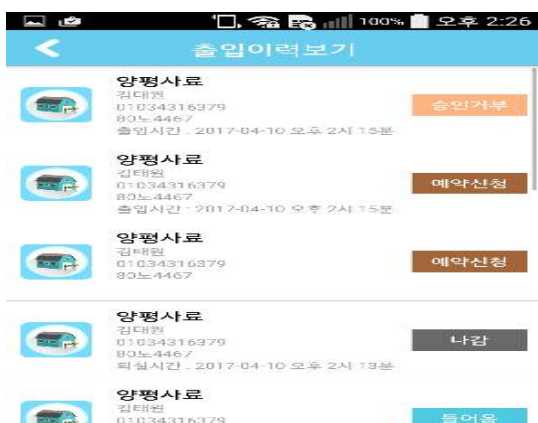 100% 오후 2:26
출입이력보기
양평사료
김태원
01034316379
80노4467
출입시간 : 2017-04-10 오후 2시 15분
승인거부
양평사료
김태원
01034316379
80노4467
출입시간 : 2017-04-10 오후 2시 15분
예약신청
양평사료
김태원
01034316379
80노4467
예약신청
양평사료
김태원
01034316379
80노4467
퇴실시간 : 2017-04-10 오후 2시 13분
나감
양평사료
김태원
01034316379
들어옴